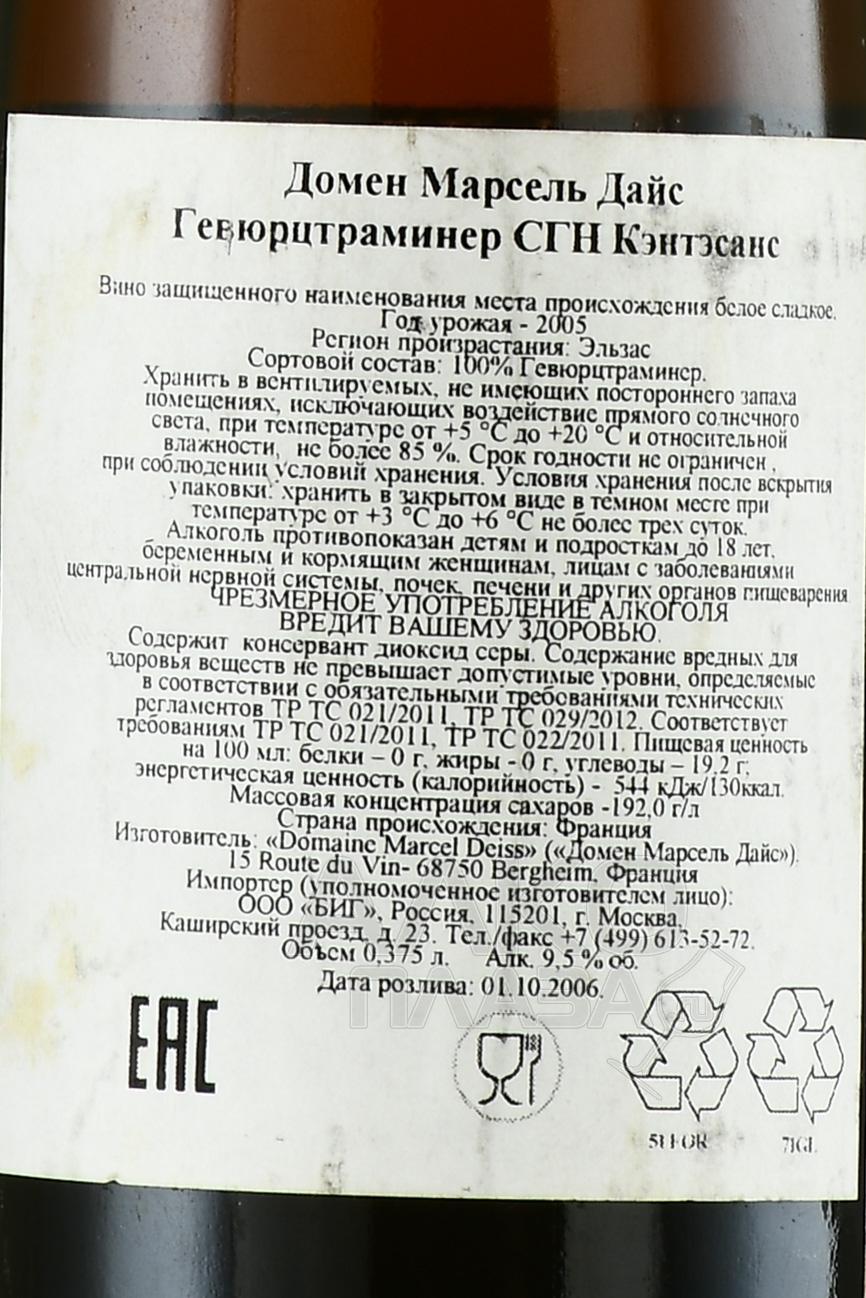 Домен Марсель Дайс
Гевюрцтраминер СГН Кэнтэсанс
Вино защищенного наименования места происхождения белое сладкое.
Год урожая - 2005
Регион произрастания: Эльзас
Сортовой состав: 100% Гевюрцтраминер.
Хранить в вентилируемых, не имеющих постороннего запаха
помещениях, исключающих воздействие прямого солнечного
света, при температуре от +5 °С до +20 °С и относительной
влажности, не более 85 %. Срок годности не ограничен ,
при соблюдении условий хранения. Условия хранения после вскрытия
упаковки: хранить в закрытом виде в темном месте при
температуре от +3 °С до +6 °С не более трех суток.
Алкоголь противопоказан детям и подросткам до 18 лет,
беременным и кормящим женщинам, лицам с заболеваниями
центральной нервной системы, почек, печени и других органов пищеварения
ЧРЕЗМЕРНОЕ УПОТРЕБЛЕНИЕ АЛКОГОЛЯ
ВРЕДИТ ВАШЕМУ ЗДОРОВЬЮ.
Содержит консервант диоксид серы. Содержание вредных для
здоровья веществ не превышает допустимые уровни, определяемые
в соответствии с обязательными требованиями технических
регламентов ТР ТС 021/2011, ТР ТС 029/2012. Соответствует
требованиям ТР ТС 021/2011, ТР ТС 022/2011. Пищевая ценность
на 100 мл: белки – 0 г, жиры - 0 г, углеводы – 19,2 г;
энергетическая ценность (калорийность) - 544 кДж/130ккал.
Массовая концентрация сахаров -192,0 г/л
Страна происхождения: Франция
Изготовитель: «Domaine Marcel Deiss» («Домен Марсель Дайс»).
15 Route du Vin- 68750 Bergheim, Франция
Импортер (уполномоченное изготовителем лицо):
ООО «БИГ», Россия, 115201, г. Москва,
Каширский проезд, д. 23. Тел./факс +7 (499) 613-52-72.
Объем 0,375 л. Алк. 9,5 % об.
Дата розлива: 01.10.2006.
ПЛАЗА
EAC